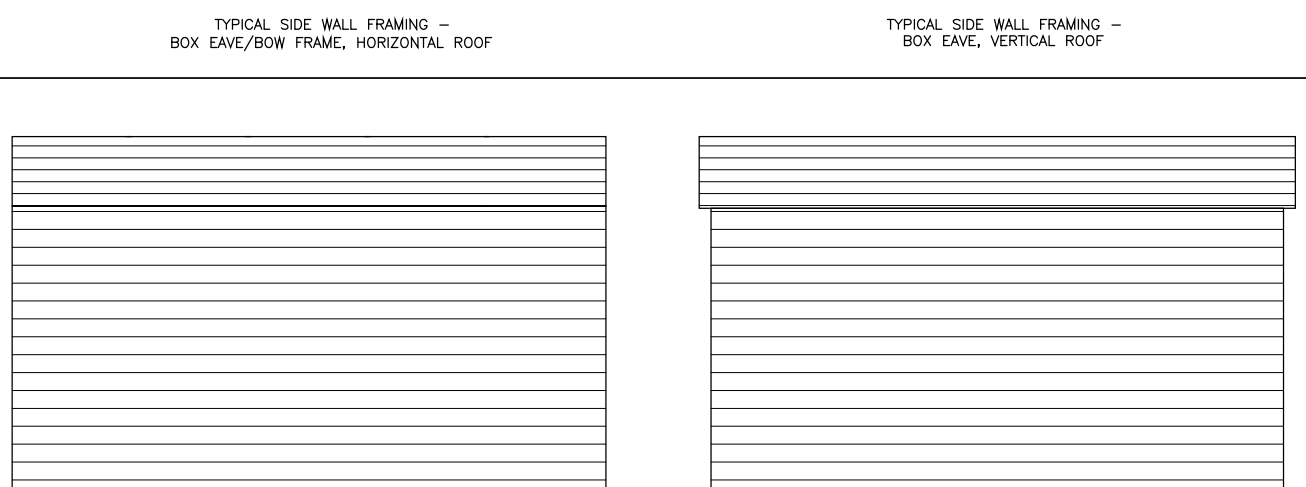 TYPICAL SIDE WALL FRAMING –
BOX EAVE/BOW FRAME, HORIZONTAL ROOF
TYPICAL SIDE WALL FRAMING –
BOX EAVE, VERTICAL ROOF